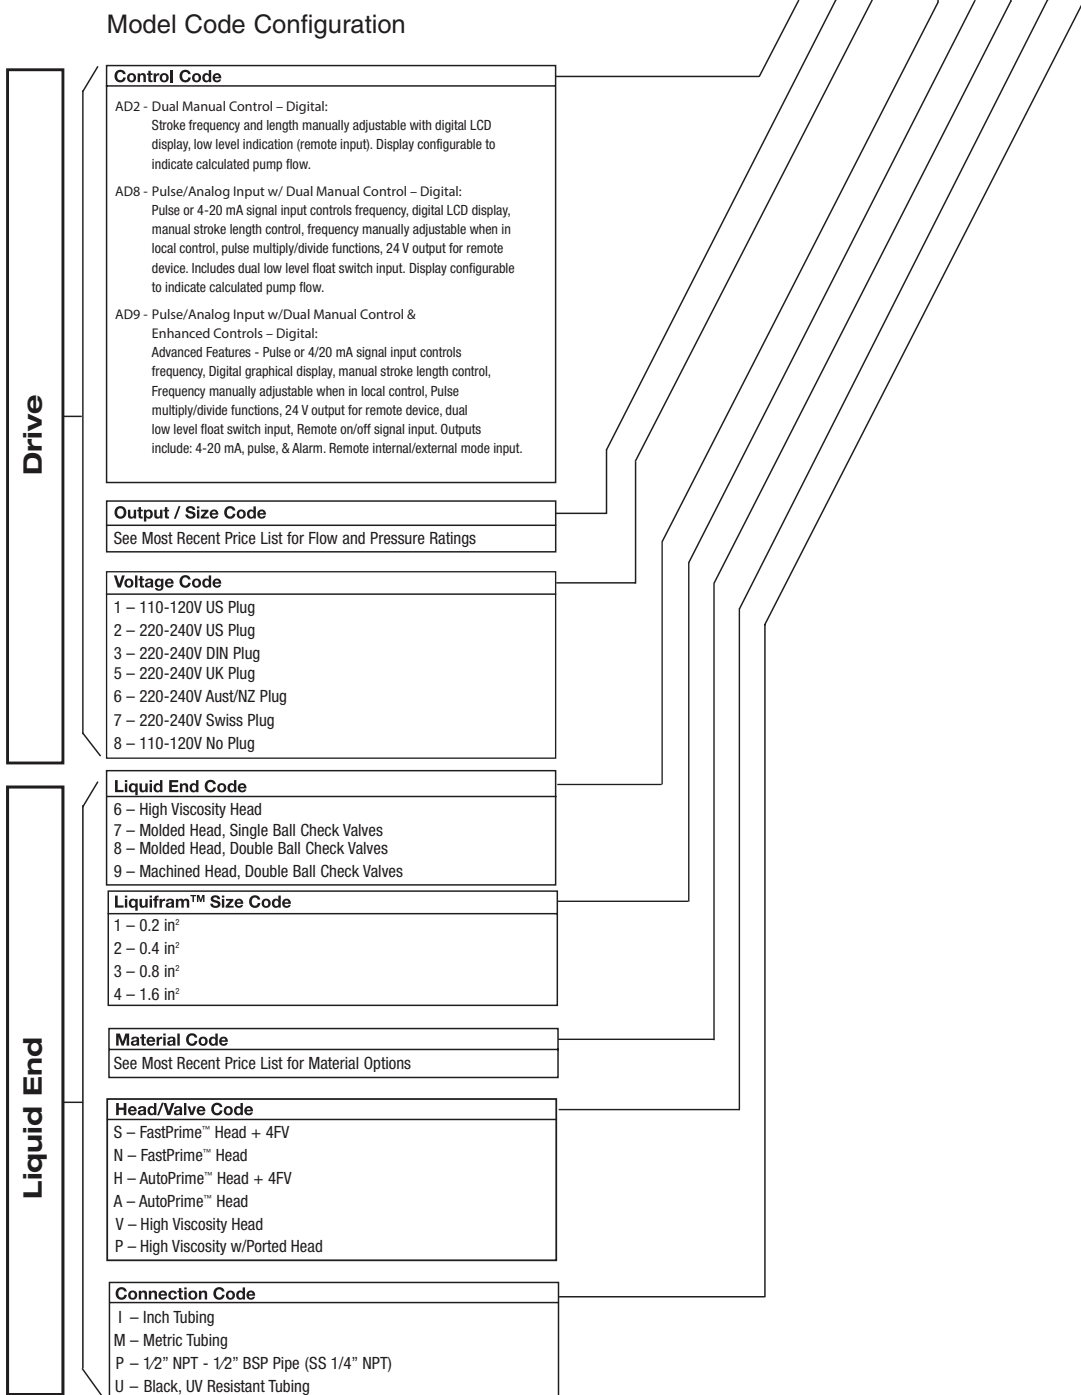 Model Code Configuration
Drive
Control Code
AD2 - Dual Manual Control – Digital:
Stroke frequency and length manually adjustable with digital LCD
display, low level indication (remote input). Display configurable to
indicate calculated pump flow.
AD8 - Pulse/Analog Input w/ Dual Manual Control – Digital:
Pulse or 4-20 mA signal input controls frequency, digital LCD display,
manual stroke length control, frequency manually adjustable when in
local control, pulse multiply/divide functions, 24 V output for remote
device. Includes dual low level float switch input. Display configurable
to indicate calculated pump flow.
AD9 - Pulse/Analog Input w/Dual Manual Control &
Enhanced Controls – Digital:
Advanced Features - Pulse or 4/20 mA signal input controls
frequency, Digital graphical display, manual stroke length control,
Frequency manually adjustable when in local control, Pulse
multiply/divide functions, 24 V output for remote device, dual
low level float switch input, Remote on/off signal input. Outputs
include: 4-20 mA, pulse, & Alarm. Remote internal/external mode input.
Output / Size Code
See Most Recent Price List for Flow and Pressure Ratings
Voltage Code
1 – 110-120V US Plug
2 – 220-240V US Plug
3 – 220-240V DIN Plug
5 – 220-240V UK Plug
6 – 220-240V Aust/NZ Plug
7 – 220-240V Swiss Plug
8 – 110-120V No Plug
Liquid End
Liquid End Code
6 – High Viscosity Head
7 – Molded Head, Single Ball Check Valves
8 – Molded Head, Double Ball Check Valves
9 – Machined Head, Double Ball Check Valves
Liquifram™ Size Code
1 – 0.2 in²
2 – 0.4 in²
3 – 0.8 in²
4 – 1.6 in²
Material Code
See Most Recent Price List for Material Options
Head/Valve Code
S – FastPrime™ Head + 4FV
N – FastPrime™ Head
H – AutoPrime™ Head + 4FV
A – AutoPrime™ Head
V – High Viscosity Head
P – High Viscosity w/Ported Head
Connection Code
I – Inch Tubing
M – Metric Tubing
P – 1⁄2” NPT - 1⁄2” BSP Pipe (SS 1/4” NPT)
U – Black, UV Resistant Tubing